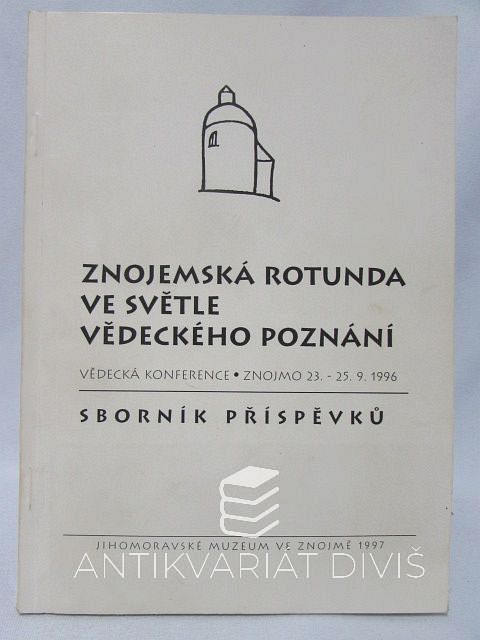 ZNOJEMSKÁ ROTUNDA
VE SVĚTLE
VĚDECKÉHO POZNÁNÍ
VĚDECKÁ KONFERENCE • ZNOJMO 23. - 25. 9. 1996
SBORNÍK PŘÍSPĚVKŮ
JIHOMORAVSKÉ MUZEUM VE ZNOJMĚ 1997
ANTIKVARIÁT DIVIŠ